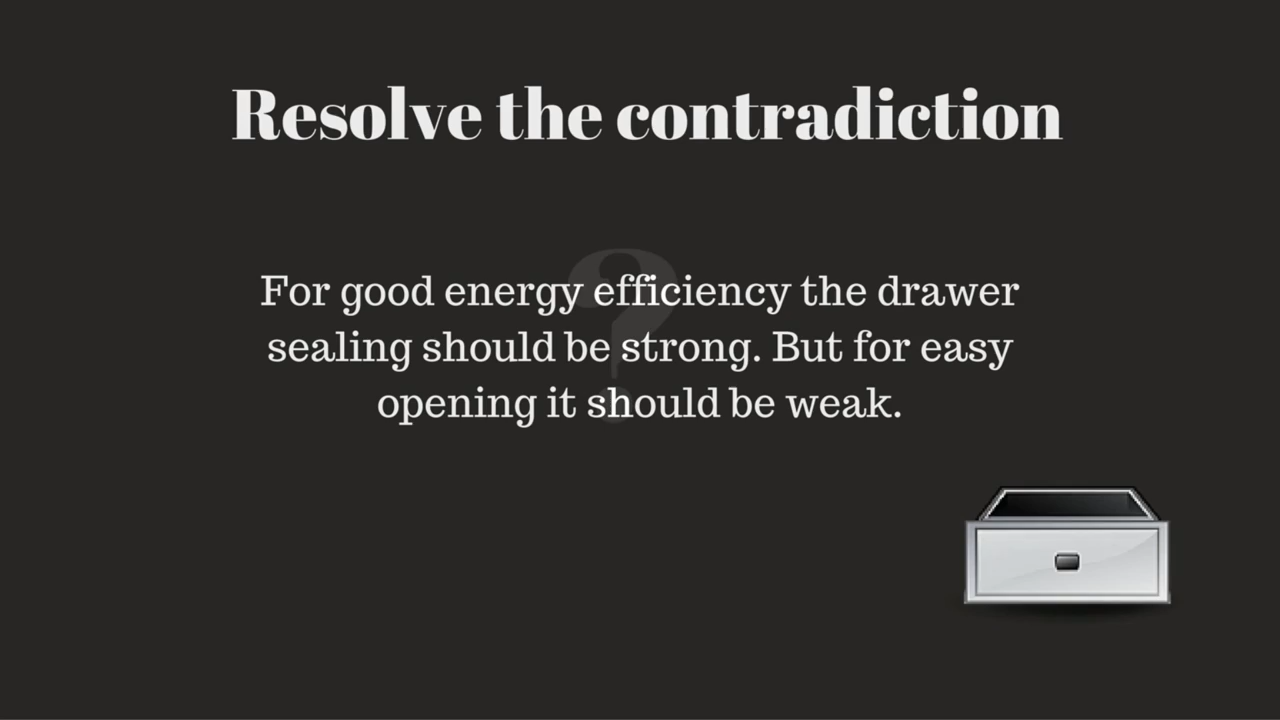 Resolve the contradiction
?
For good energy efficiency the drawer
sealing should be strong. But for easy
opening it should be weak.